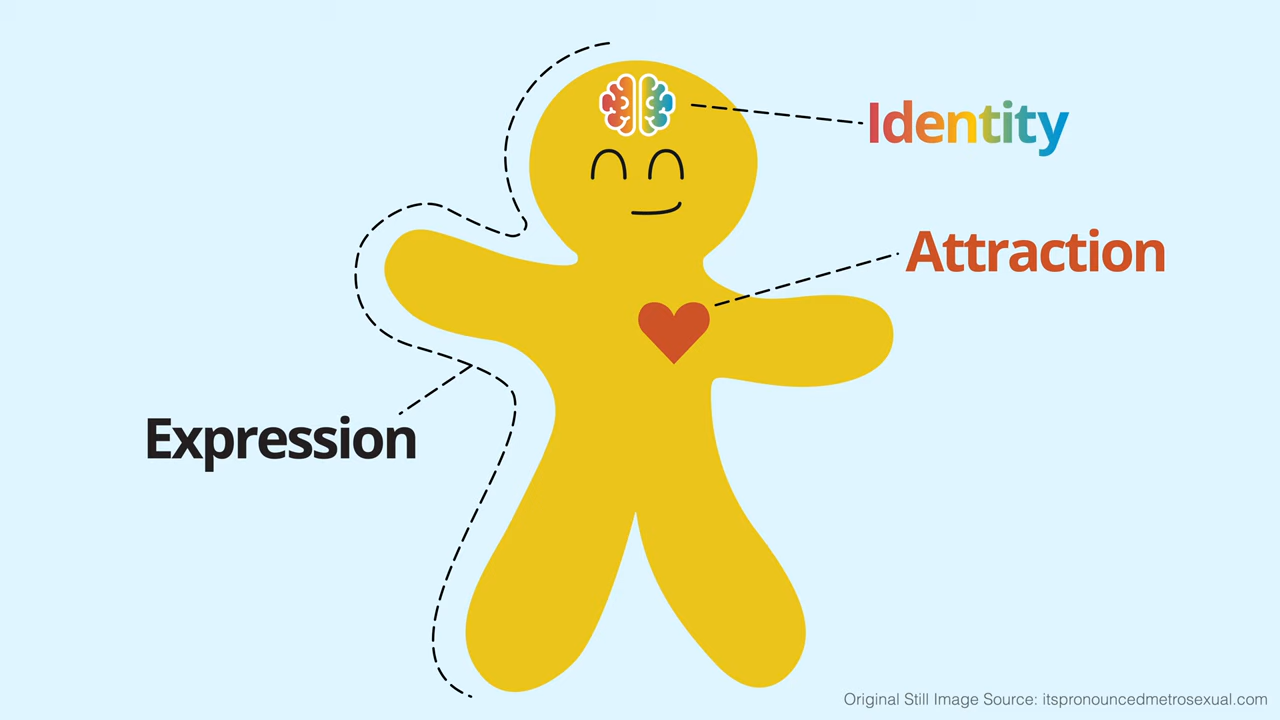 Identity
Attraction
Expression
Original Still Image Source: itspronouncedmetrosexual.com